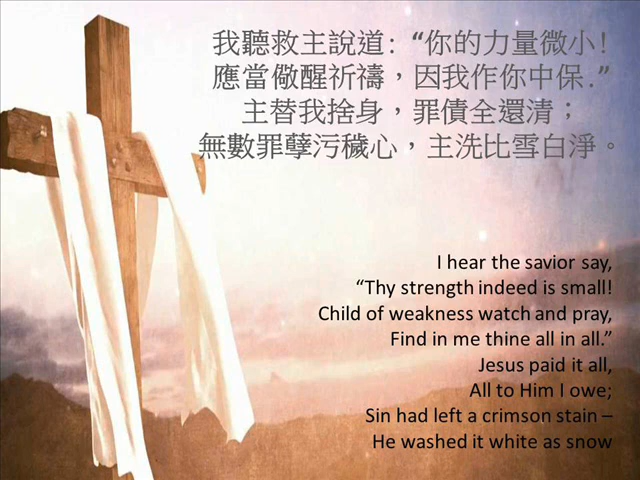 我聽救主說道: “你的力量微小!
應當儆醒祈禱，因我作你中保.”
主替我捨身，罪債全還清；
無數罪孽污穢心，主洗比雪白淨。
I hear the savior say,
“Thy strength indeed is small!
Child of weakness watch and pray,
Find in me thine all in all.”
Jesus paid it all,
All to Him I owe;
Sin had left a crimson stain –
He washed it white as snow